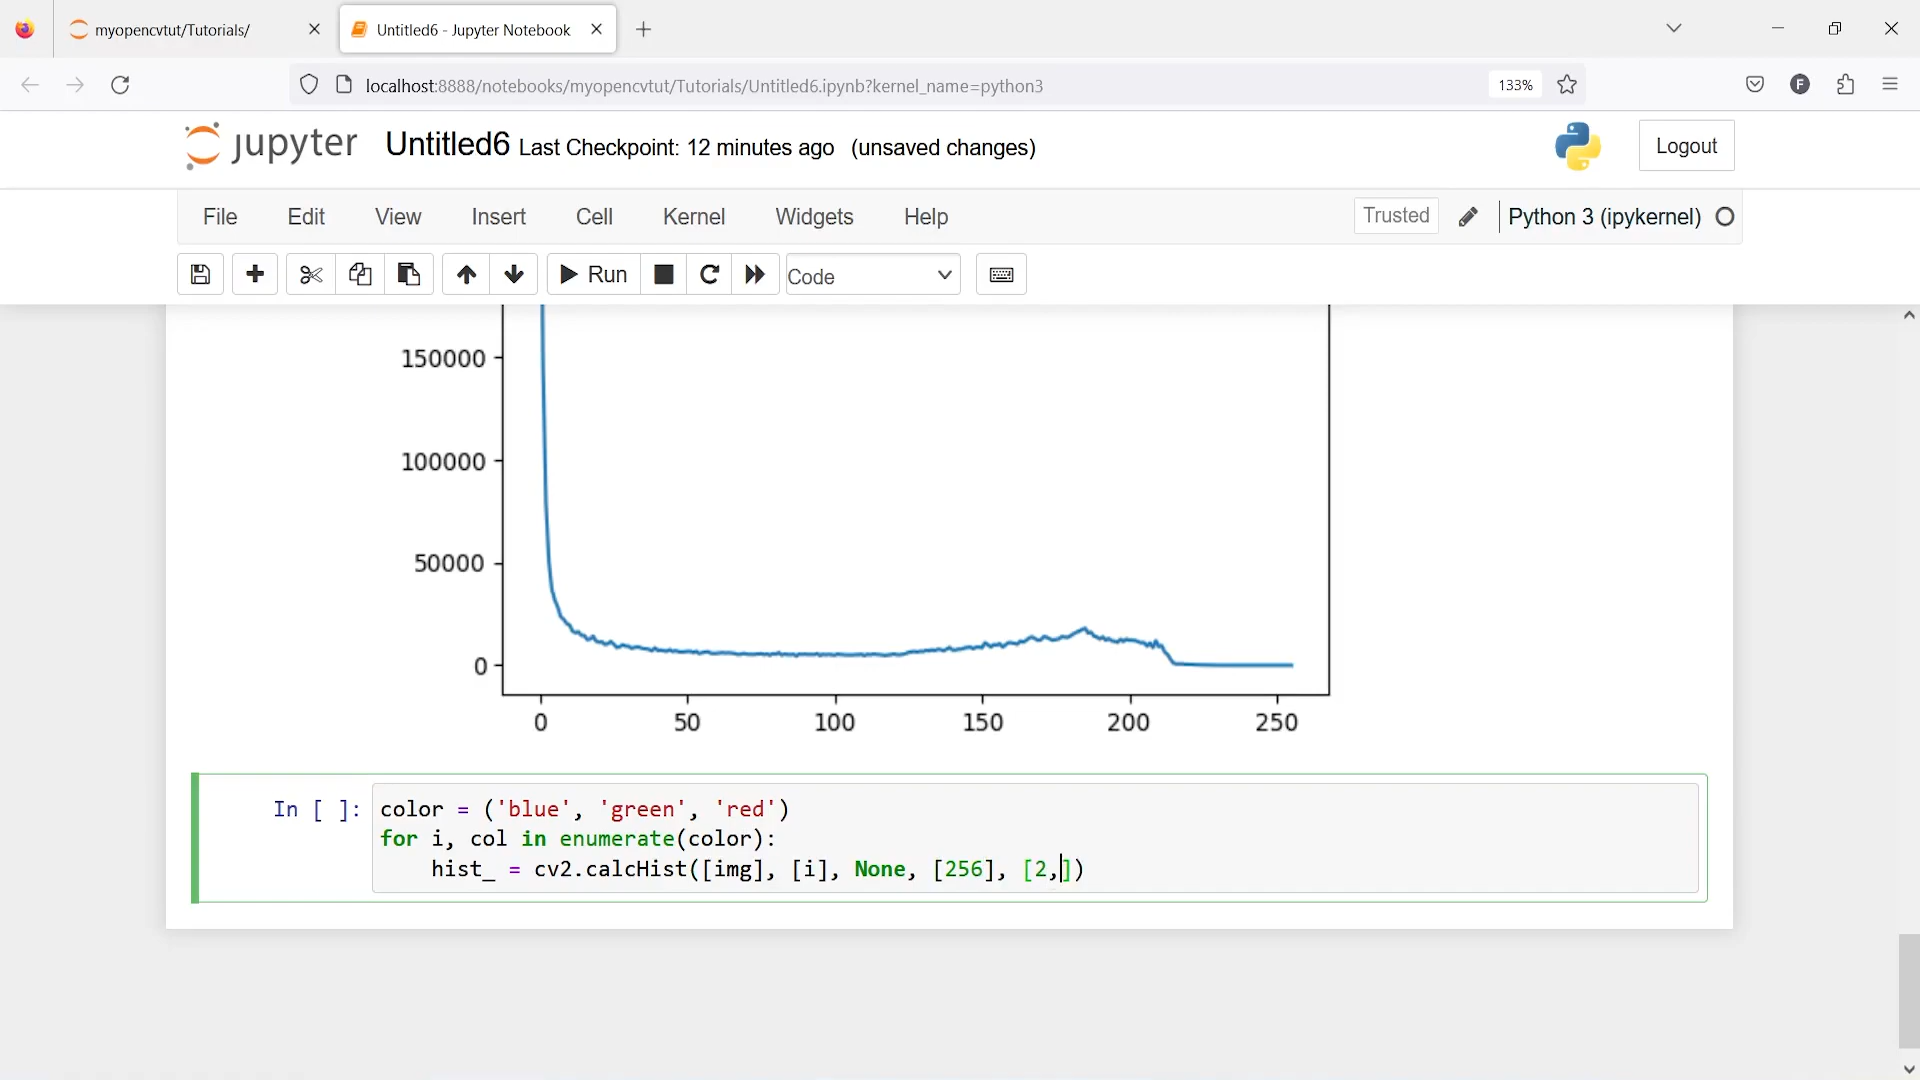 myopencvtut/Tutorials/
Untitled6 - Jupyter Notebook
localhost:8888/notebooks/myopencvtut/Tutorials/Untitled6.ipynb?kernel_name=python3
133%
F
jupyter Untitled6 Last Checkpoint: 12 minutes ago (unsaved changes)
Logout
File Edit View Insert Cell Kernel Widgets Help
Trusted
Python 3 (ipykernel)
Run
Code
150000
100000
50000
0
0 50 100 150 200 250
In [ ]: color = ('blue', 'green', 'red')
for i, col in enumerate(color):
    hist_ = cv2.calcHist([img], [i], None, [256], [2,])